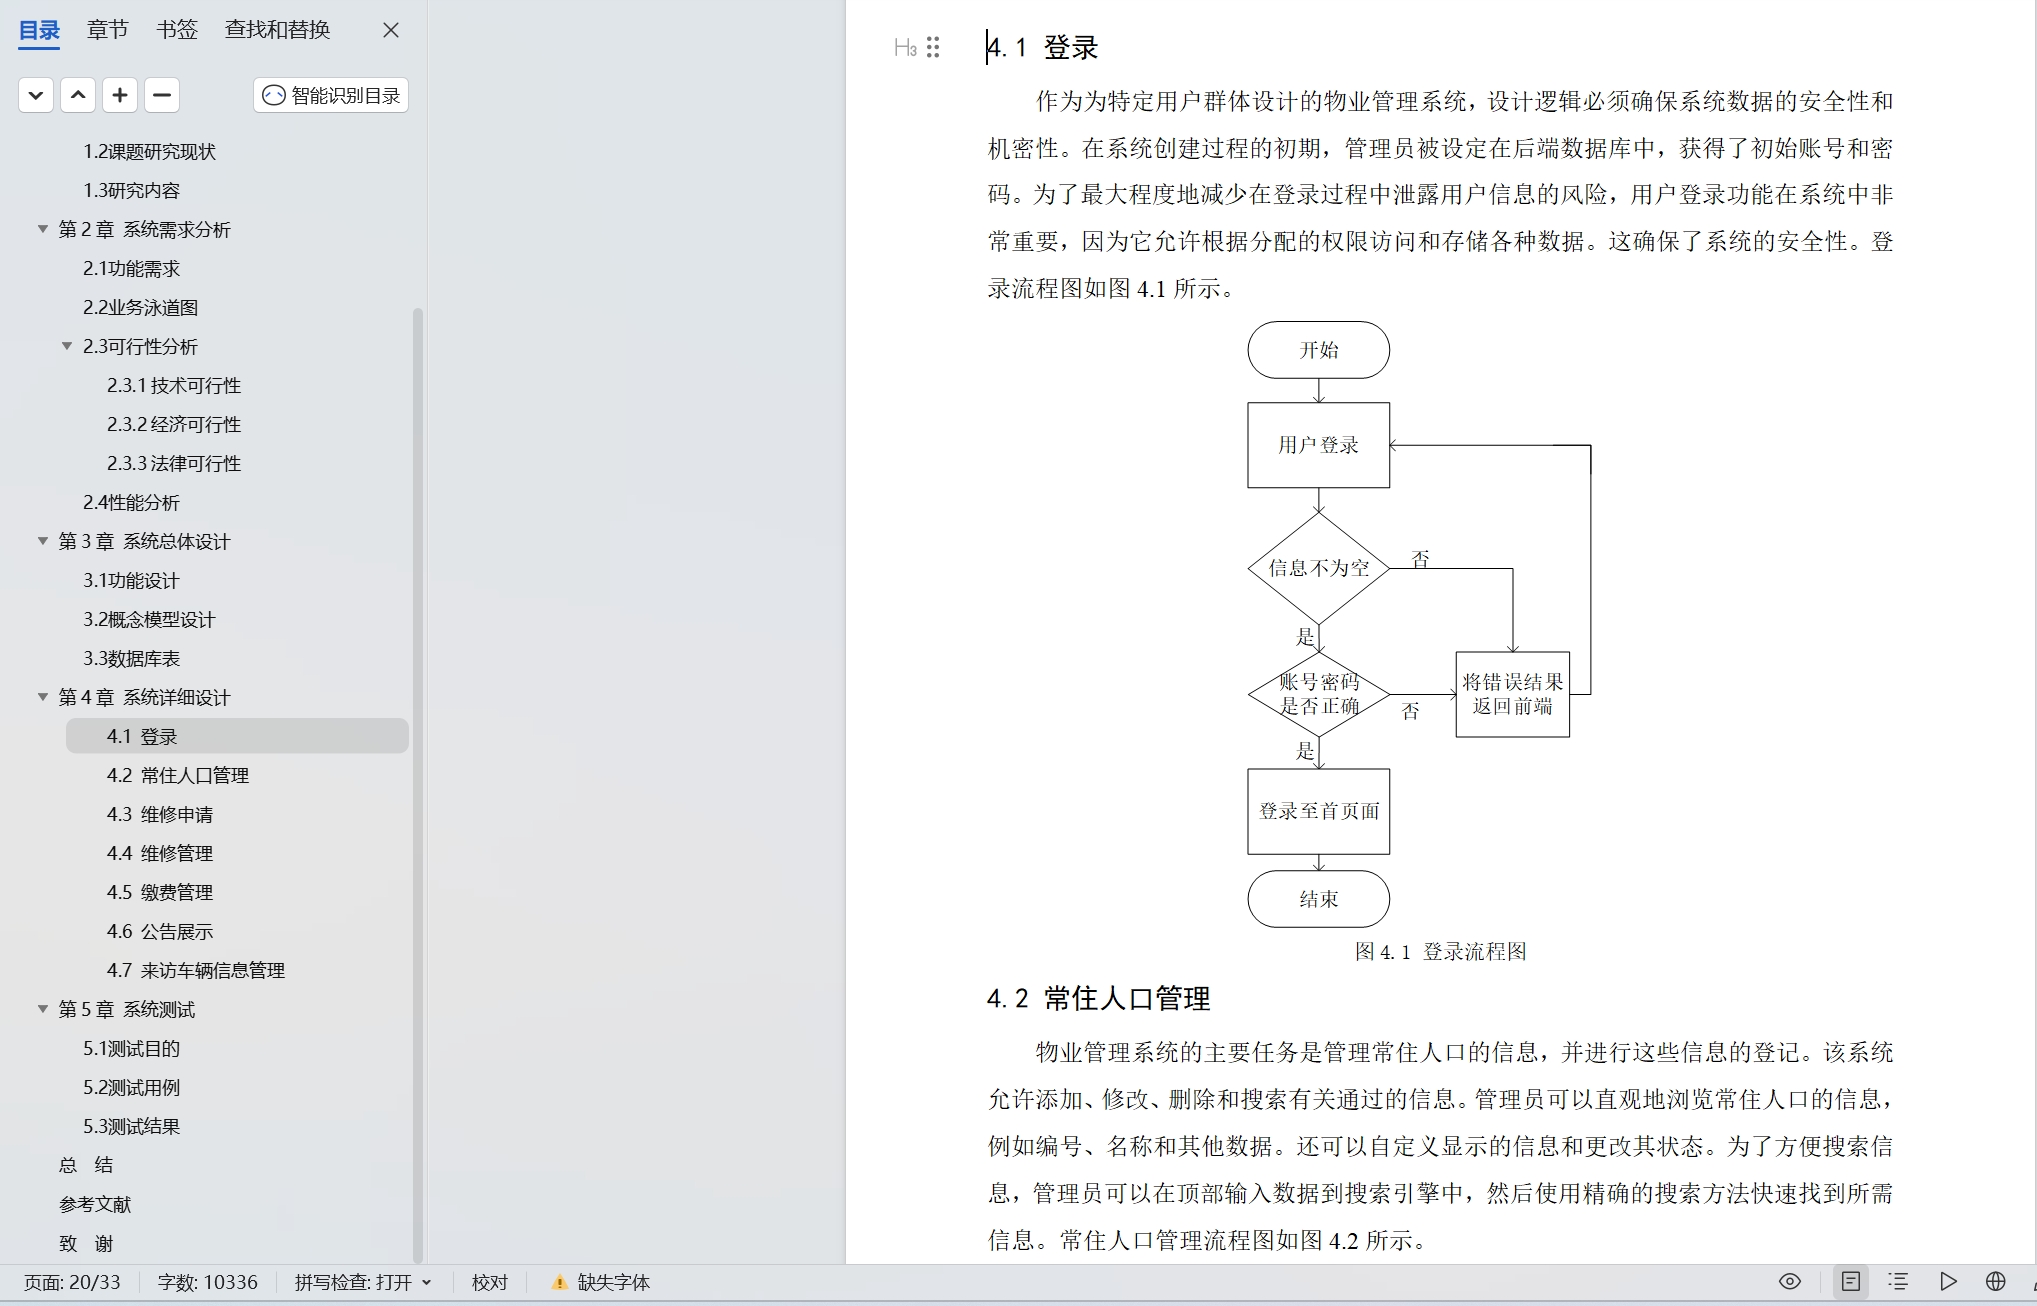 目录 章节 书签 查找和替换
智能识别目录
1.2课题研究现状
1.3研究内容
第 2 章 系统需求分析
2.1功能需求
2.2业务泳道图
2.3可行性分析
2.3.1 技术可行性
2.3.2 经济可行性
2.3.3 法律可行性
2.4性能分析
第 3 章 系统总体设计
3.1功能设计
3.2概念模型设计
3.3数据库表
第 4 章 系统详细设计
4.1 登录
4.2 常住人口管理
4.3 维修申请
4.4 维修管理
4.5 缴费管理
4.6 公告展示
4.7 来访车辆信息管理
第 5 章 系统测试
5.1测试目的
5.2测试用例
5.3测试结果
总 结
参考文献
致 谢
H3
4.1 登录
作为为特定用户群体设计的物业管理系统，设计逻辑必须确保系统数据的安全性和
机密性。在系统创建过程的初期，管理员被设定在后端数据库中，获得了初始账号和密
码。为了最大程度地减少在登录过程中泄露用户信息的风险，用户登录功能在系统中非
常重要，因为它允许根据分配的权限访问和存储各种数据。这确保了系统的安全性。登
录流程图如图 4.1 所示。
开始
用户登录
信息不为空
否
是
账号密码
是否正确
否
将错误结果
返回前端
是
登录至首页面
结束
图 4.1 登录流程图
4.2 常住人口管理
物业管理系统的主要任务是管理常住人口的信息，并进行这些信息的登记。该系统
允许添加、修改、删除和搜索有关通过的信息。管理员可以直观地浏览常住人口的信息，
例如编号、名称和其他数据。还可以自定义显示的信息和更改其状态。为了方便搜索信
息，管理员可以在顶部输入数据到搜索引擎中，然后使用精确的搜索方法快速找到所需
信息。常住人口管理流程图如图 4.2 所示。
页面: 20/33 字数: 10336 拼写检查: 打开 校对 缺失字体